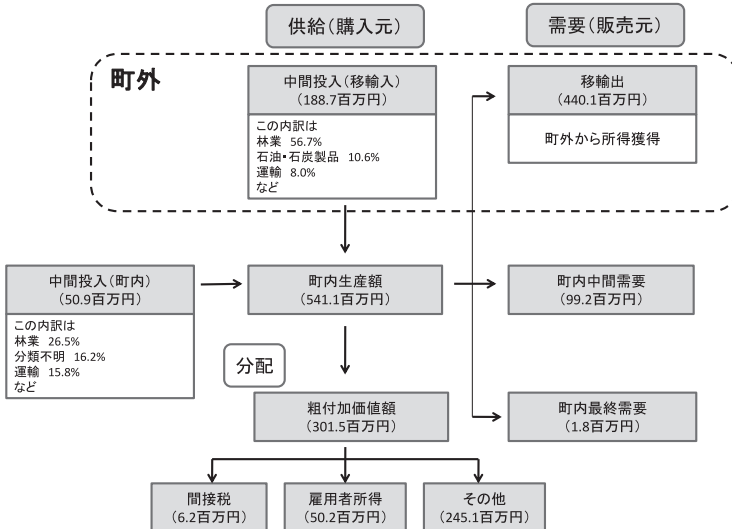 供給(購入元)
需要(販売元)
町外
中間投入(移輸入)
(188.7百万円)
この内訳は
林業 56.7%
石油・石炭製品 10.6%
運輸 8.0%
など
移輸出
(440.1百万円)
町外から所得獲得
中間投入(町内)
(50.9百万円)
この内訳は
林業 26.5%
分類不明 16.2%
運輸 15.8%
など
町内生産額
(541.1百万円)
町内中間需要
(99.2百万円)
分配
粗付加価値額
(301.5百万円)
町内最終需要
(1.8百万円)
間接税
(6.2百万円)
雇用者所得
(50.2百万円)
その他
(245.1百万円)